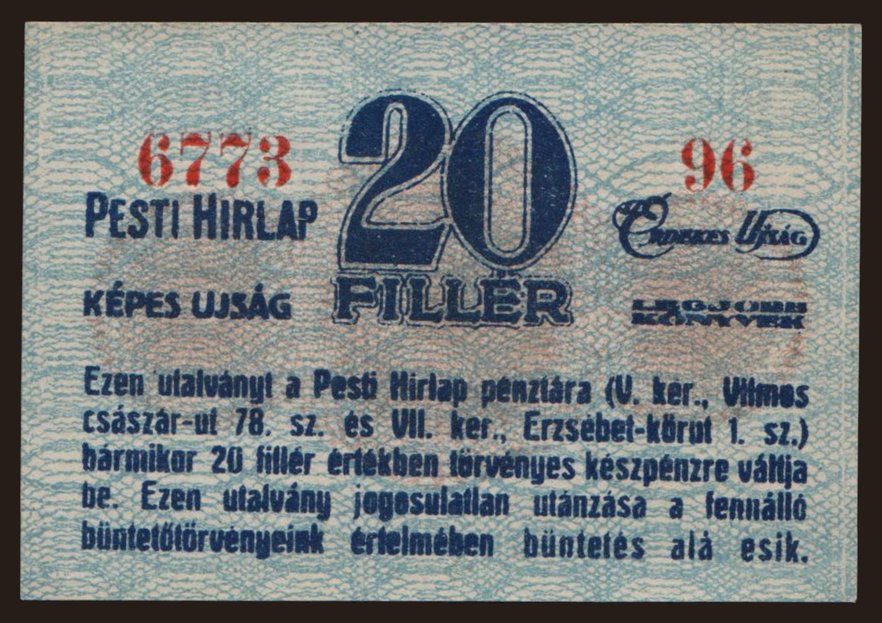 6773
20
96
PESTI HIRLAP
Érdekes Ujság
KÉPES UJSÁG
FILLÉR
LEGJOBB
KÖNYVEK
Ezen utalványt a Pesti Hirlap pénztára (V. ker., Vilmos
császár-ut 78. sz. és VII. ker., Erzsébet-körut 1. sz.)
bármikor 20 fillér értékben törvényes készpénzre váltja
be. Ezen utalvány jogosulatlan utánzása a fennálló
büntetőtörvényeink értelmében büntetés alá esik.